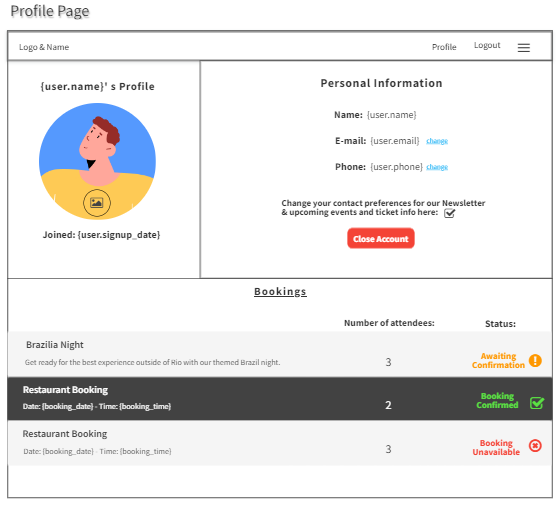 Profile Page
Logo & Name
Profile
Logout
{user.name}' s Profile
Joined: {user.signup_date}
Personal Information
Name: {user.name}
E-mail: {user.email} change
Phone: {user.phone} change
Change your contact preferences for our Newsletter
& upcoming events and ticket info here:
Close Account
Bookings
Number of attendees:
Status:
Brazilia Night
Get ready for the best experience outside of Rio with our themed Brazil night.
3
Awaiting
Confirmation
Restaurant Booking
Date: {booking_date} - Time: {booking_time}
2
Booking
Confirmed
Restaurant Booking
Date: {booking_date} - Time: {booking_time}
3
Booking
Unavailable